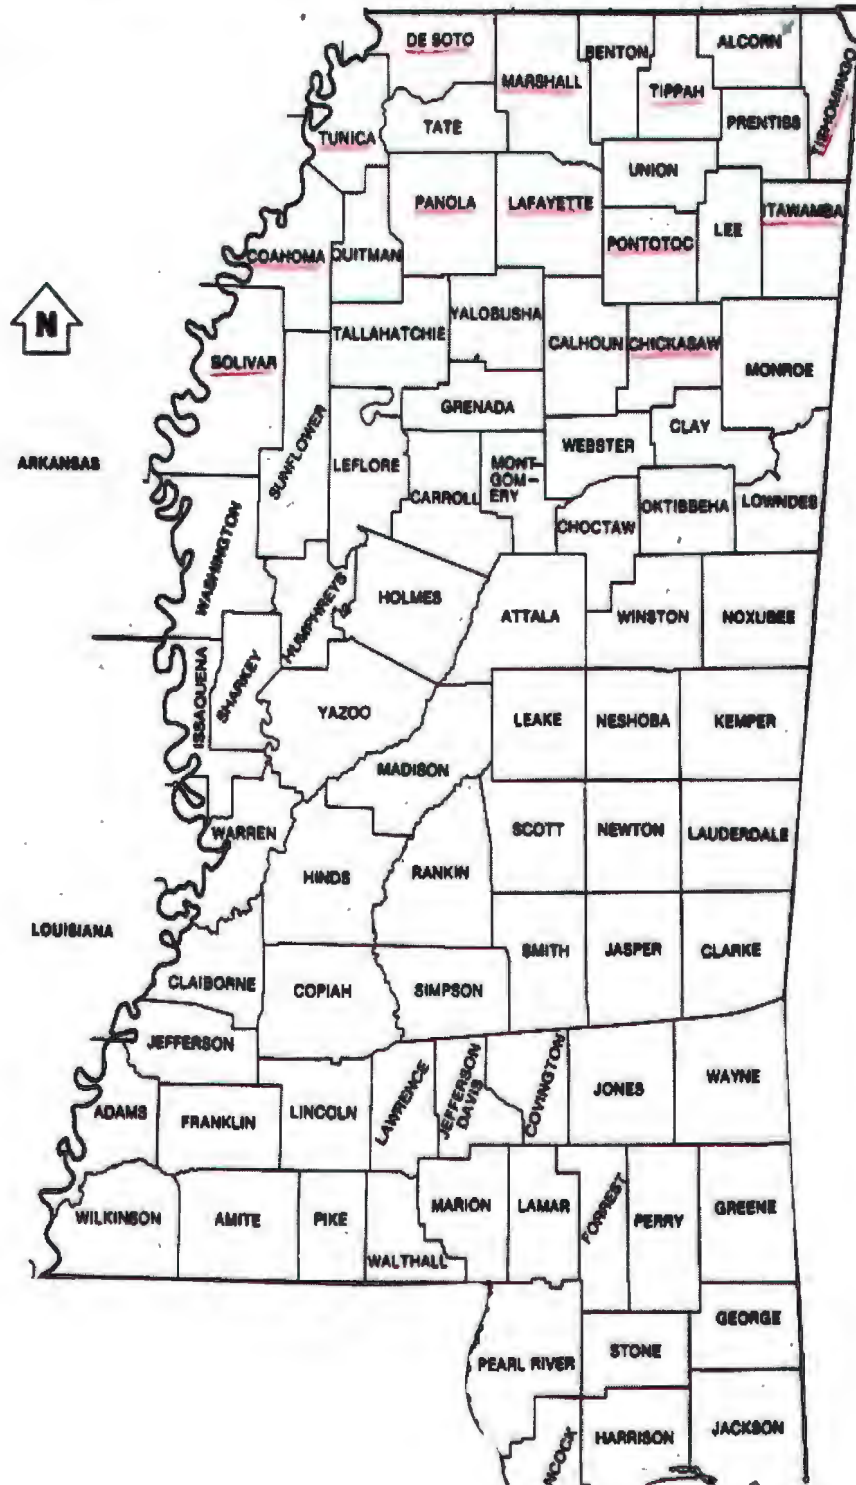 DE SOTO
MARSHALL
BENTON
TIPPAH
ALCORN
TISHOMINGO
TUNICA
TATE
PRENTISS
UNION
PANOLA
LAFAYETTE
PONTOTOC
LEE
ITAWAMBA
COAHOMA
QUITMAN
N
TALLAHATCHIE
YALOBUSHA
CALHOUN
CHICKASAW
MONROE
BOLIVAR
SUNFLOWER
LEFLORE
GRENADA
WEBSTER
CLAY
ARKANSAS
CARROLL
MONT-
GOM-
ERY
CHOCTAW
OKTIBBEHA
LOWNDES
WASHINGTON
HUMPHREYS
HOLMES
ATTALA
WINSTON
NOXUBEE
ISSAQUENA
SHARKEY
YAZOO
MADISON
LEAKE
NESHOBA
KEMPER
WARREN
HINDS
RANKIN
SCOTT
NEWTON
LAUDERDALE
LOUISIANA
CLAIBORNE
COPIAH
SIMPSON
SMITH
JASPER
CLARKE
JEFFERSON
ADAMS
FRANKLIN
LINCOLN
LAWRENCE
JEFFERSON
DAVIS
COVINGTON
JONES
WAYNE
WILKINSON
AMITE
PIKE
WALTHALL
MARION
LAMAR
FORREST
PERRY
GREENE
PEARL RIVER
STONE
GEORGE
NCOCK
HARRISON
JACKSON